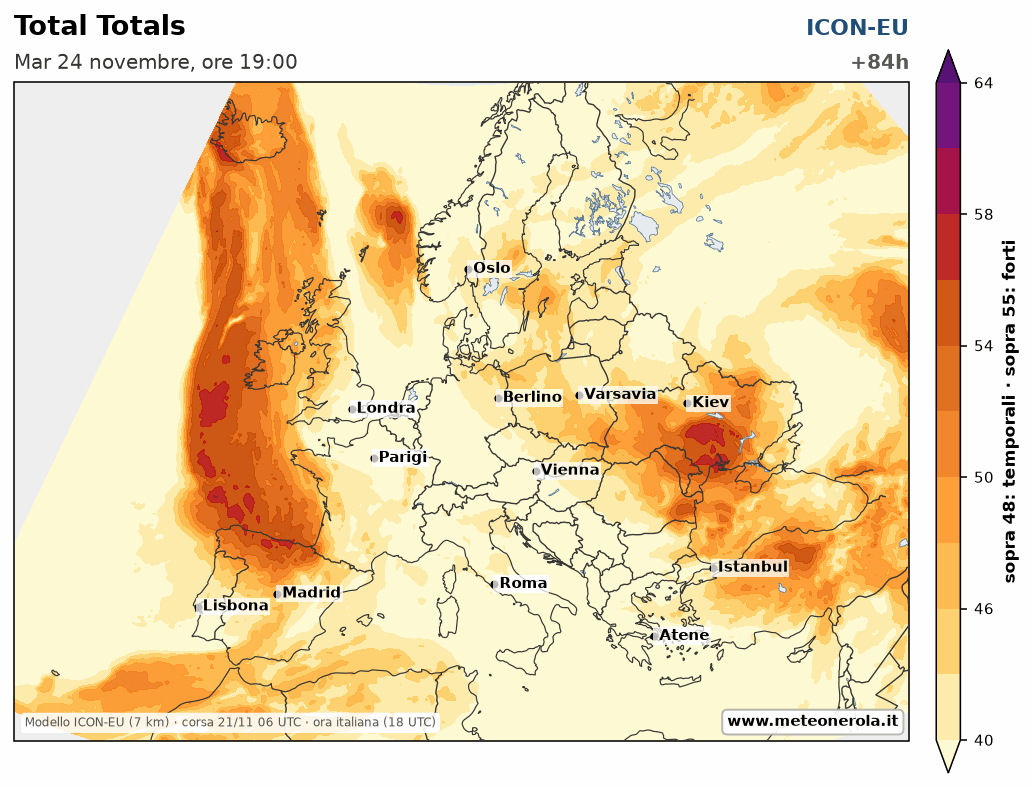 Total Totals
ICON-EU
Mar 24 novembre, ore 19:00
+84h
64
58
54
50
46
40
sopra 48: temporali · sopra 55: forti
Oslo
Berlino
Varsavia
Kiev
Londra
Parigi
Vienna
Istanbul
Roma
Madrid
Lisbona
Atene
Modello ICON-EU (7 km) · corsa 21/11 06 UTC · ora italiana (18 UTC)
www.meteonerola.it